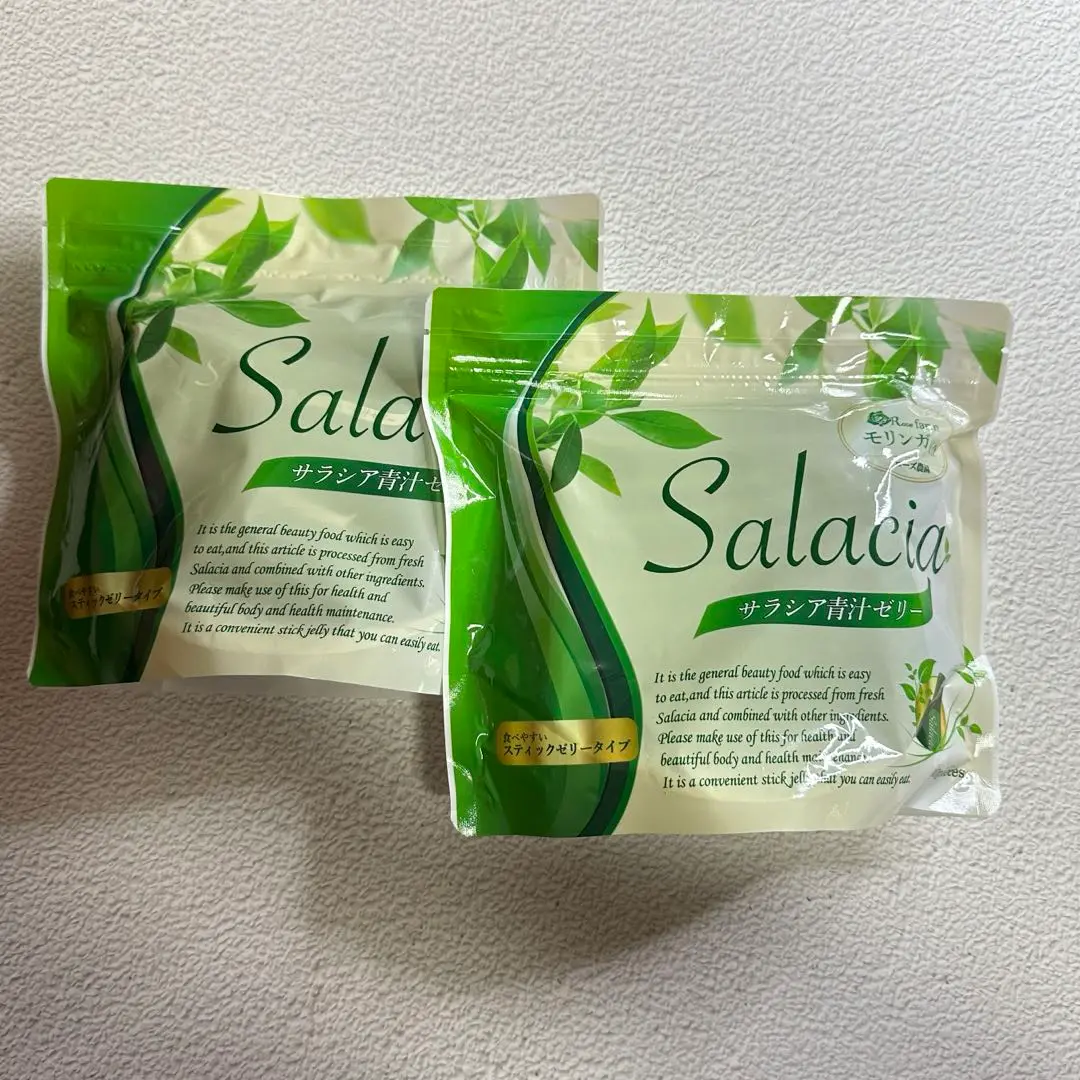 Sala
サラシア青汁ゼ
It is the general beauty food which is easy
to eat,and this article is processed from fresh
Salacia and combined with other ingredients.
Please make use of this for health and
beautiful body and health maintenance.
It is a convenient stick jelly that you can easily eat.
食べやすい
スティックゼリータイプ
モリンガ
Salacia
サラシア青汁ゼリー
It is the general beauty food which is easy
to eat,and this article is processed from fresh
Salacia and combined with other ingredients.
Please make use of this for health and
beautiful body and health maintenance.
It is a convenient stick jelly that you can easily eat.
食べやすい
スティックゼリータイプ